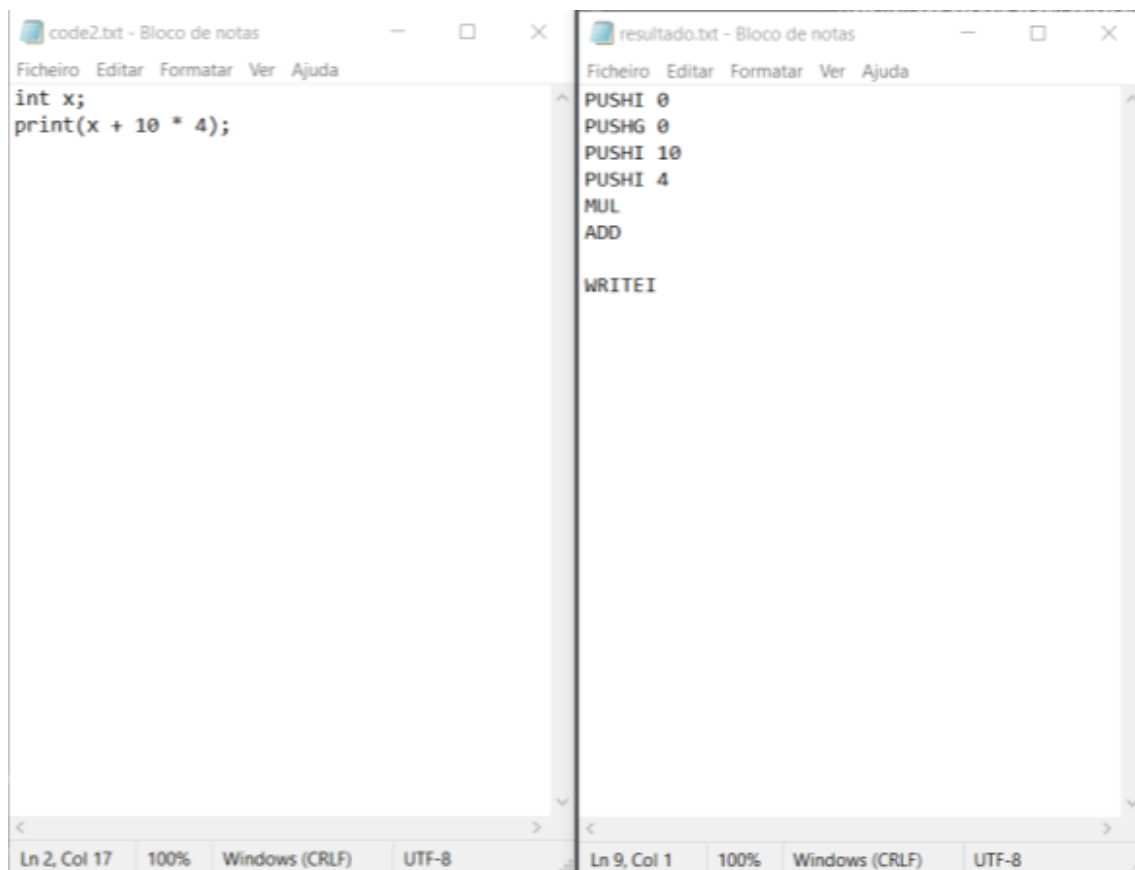 code2.txt - Bloco de notas
Ficheiro Editar Formatar Ver Ajuda
int x;
print(x + 10 * 4);
Ln 2, Col 17 100% Windows (CRLF) UTF-8
resultado.txt - Bloco de notas
Ficheiro Editar Formatar Ver Ajuda
PUSHI 0
PUSHG 0
PUSHI 10
PUSHI 4
MUL
ADD
WRITEI
Ln 9, Col 1 100% Windows (CRLF) UTF-8